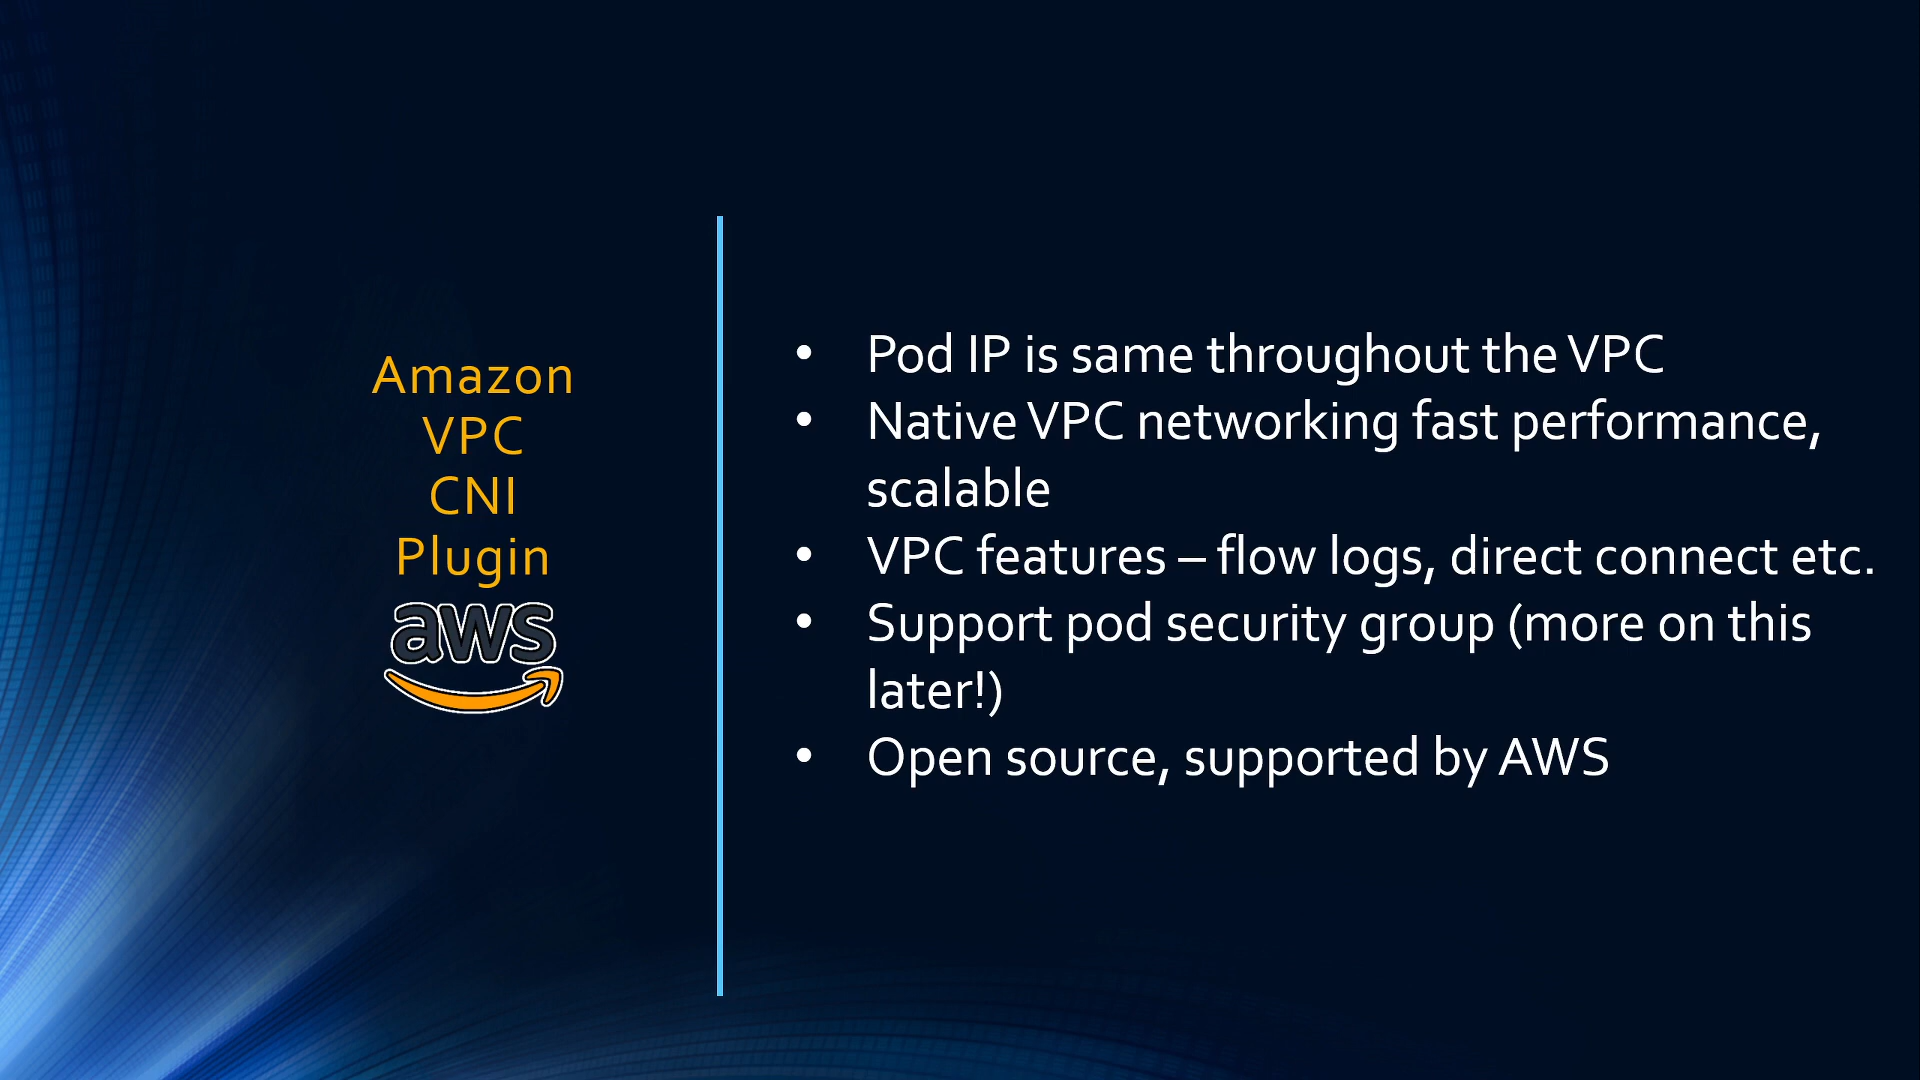 Amazon
VPC
CNI
Plugin
aws
• Pod IP is same throughout the VPC
• Native VPC networking fast performance,
scalable
• VPC features – flow logs, direct connect etc.
• Support pod security group (more on this
later!)
• Open source, supported by AWS